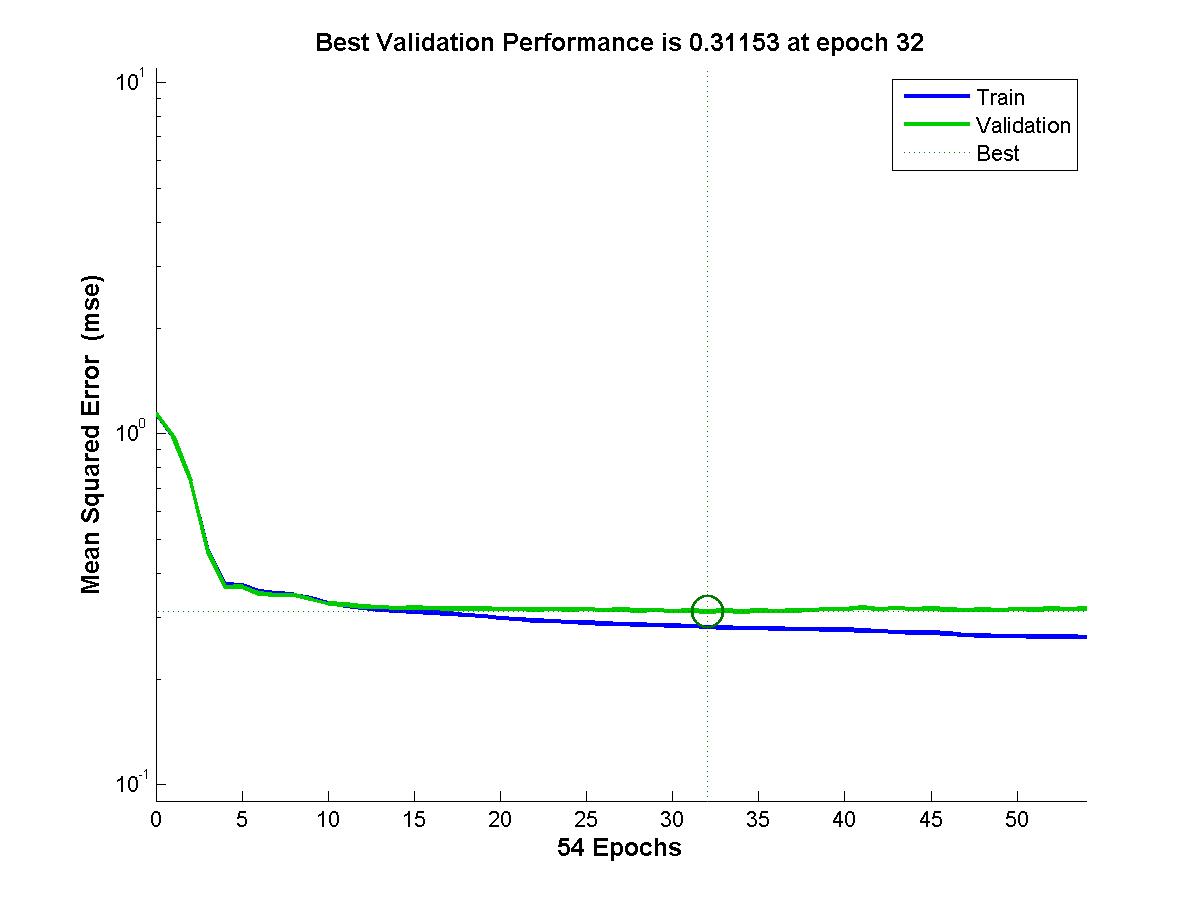 Best Validation Performance is 0.31153 at epoch 32
10^1
Train
Validation
Best
Mean Squared Error (mse)
10^0
10^-1
0 5 10 15 20 25 30 35 40 45 50
54 Epochs